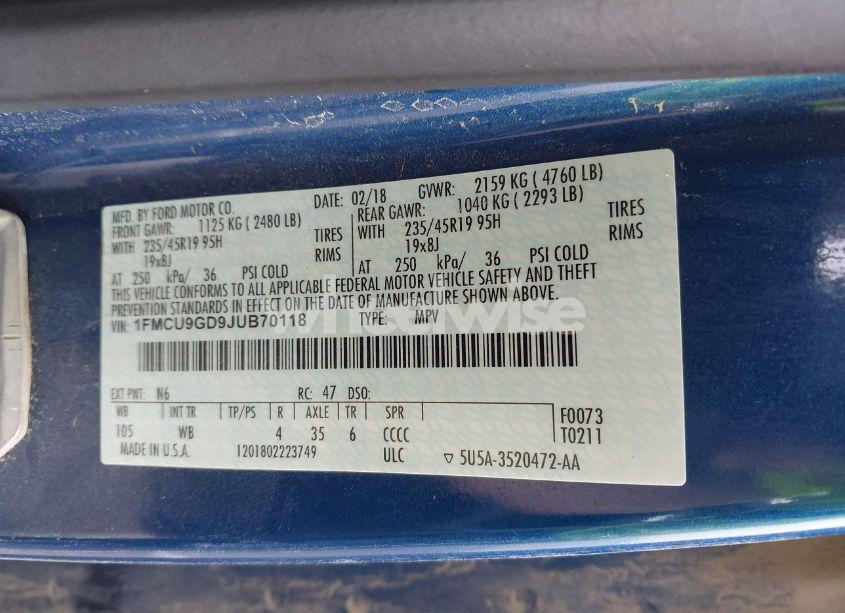 MFD. BY FORD MOTOR CO. DATE: 02/18 GVWR: 2159 KG ( 4760 LB)
FRONT GAWR: 1125 KG ( 2480 LB) REAR GAWR: 1040 KG ( 2293 LB)
WITH 235/45R19 95H TIRES WITH 235/45R19 95H TIRES
19x8J RIMS 19x8J RIMS
AT 250 kPa/ 36 PSI COLD AT 250 kPa/ 36 PSI COLD
THIS VEHICLE CONFORMS TO ALL APPLICABLE FEDERAL MOTOR VEHICLE SAFETY AND THEFT
PREVENTION STANDARDS IN EFFECT ON THE DATE OF MANUFACTURE SHOWN ABOVE.
VIN: 1FMCU9GD9JUB70118 TYPE: MPV
EXT PNT: N6 RC: 47 DSO:
WB INT TR TP/PS R AXLE TR SPR F0073
105 WB 4 35 6 CCCC T0211
MADE IN U.S.A. 1201802223749 ULC ▽ 5U5A-3520472-AA